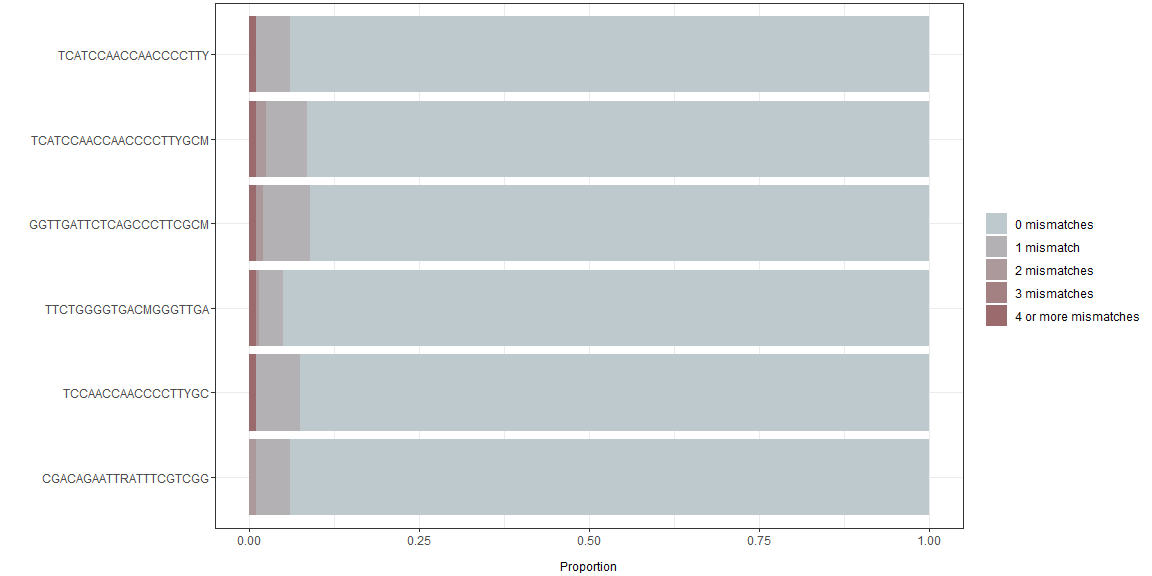 TCATCCAACCAACCCCTTY
TCATCCAACCAACCCCTTYGCM
GGTTGATTCTCAGCCCTTCGCM
TTCTGGGGTGACMGGGTTGA
TCCAACCAACCCCTTYGC
CGACAGAATTRATTTCGTCGG
0.00 0.25 0.50 0.75 1.00
Proportion
0 mismatches
1 mismatch
2 mismatches
3 mismatches
4 or more mismatches